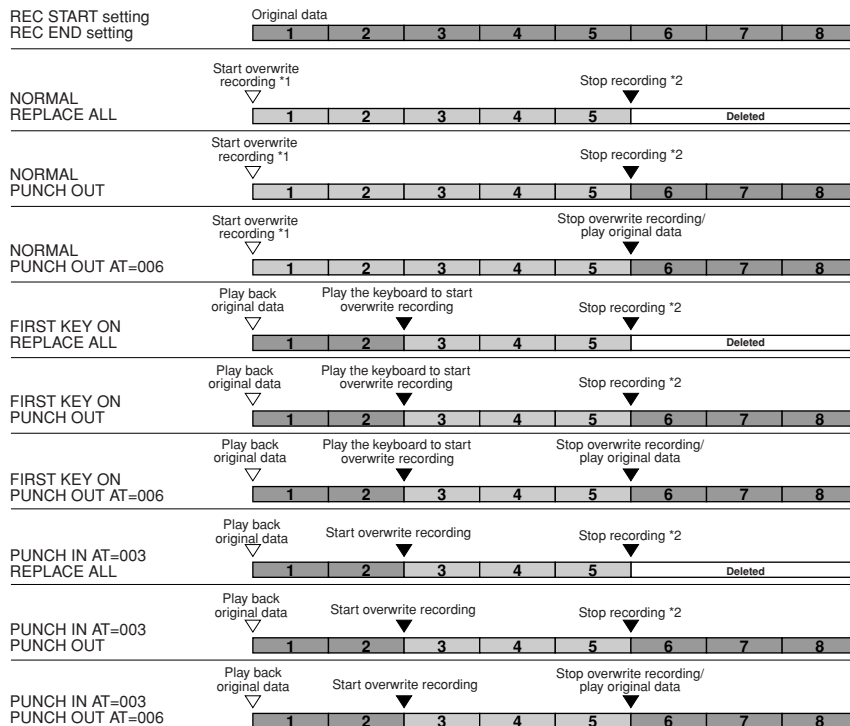 REC START setting
REC END setting
Original data
1 2 3 4 5 6 7 8
NORMAL
REPLACE ALL
Start overwrite
recording *1
Stop recording *2
1 2 3 4 5 Deleted
NORMAL
PUNCH OUT
Start overwrite
recording *1
Stop recording *2
1 2 3 4 5 6 7 8
NORMAL
PUNCH OUT AT=006
Start overwrite
recording *1
Stop overwrite recording/
play original data
1 2 3 4 5 6 7 8
FIRST KEY ON
REPLACE ALL
Play back
original data
Play the keyboard to start
overwrite recording
Stop recording *2
1 2 3 4 5 Deleted
FIRST KEY ON
PUNCH OUT
Play back
original data
Play the keyboard to start
overwrite recording
Stop recording *2
1 2 3 4 5 6 7 8
FIRST KEY ON
PUNCH OUT AT=006
Play back
original data
Play the keyboard to start
overwrite recording
Stop overwrite recording/
play original data
1 2 3 4 5 6 7 8
PUNCH IN AT=003
REPLACE ALL
Play back
original data
Start overwrite recording
Stop recording *2
1 2 3 4 5 Deleted
PUNCH IN AT=003
PUNCH OUT
Play back
original data
Start overwrite recording
Stop recording *2
1 2 3 4 5 6 7 8
PUNCH IN AT=003
PUNCH OUT AT=006
Play back
original data
Start overwrite recording
Stop overwrite recording/
play original data
1 2 3 4 5 6 7 8